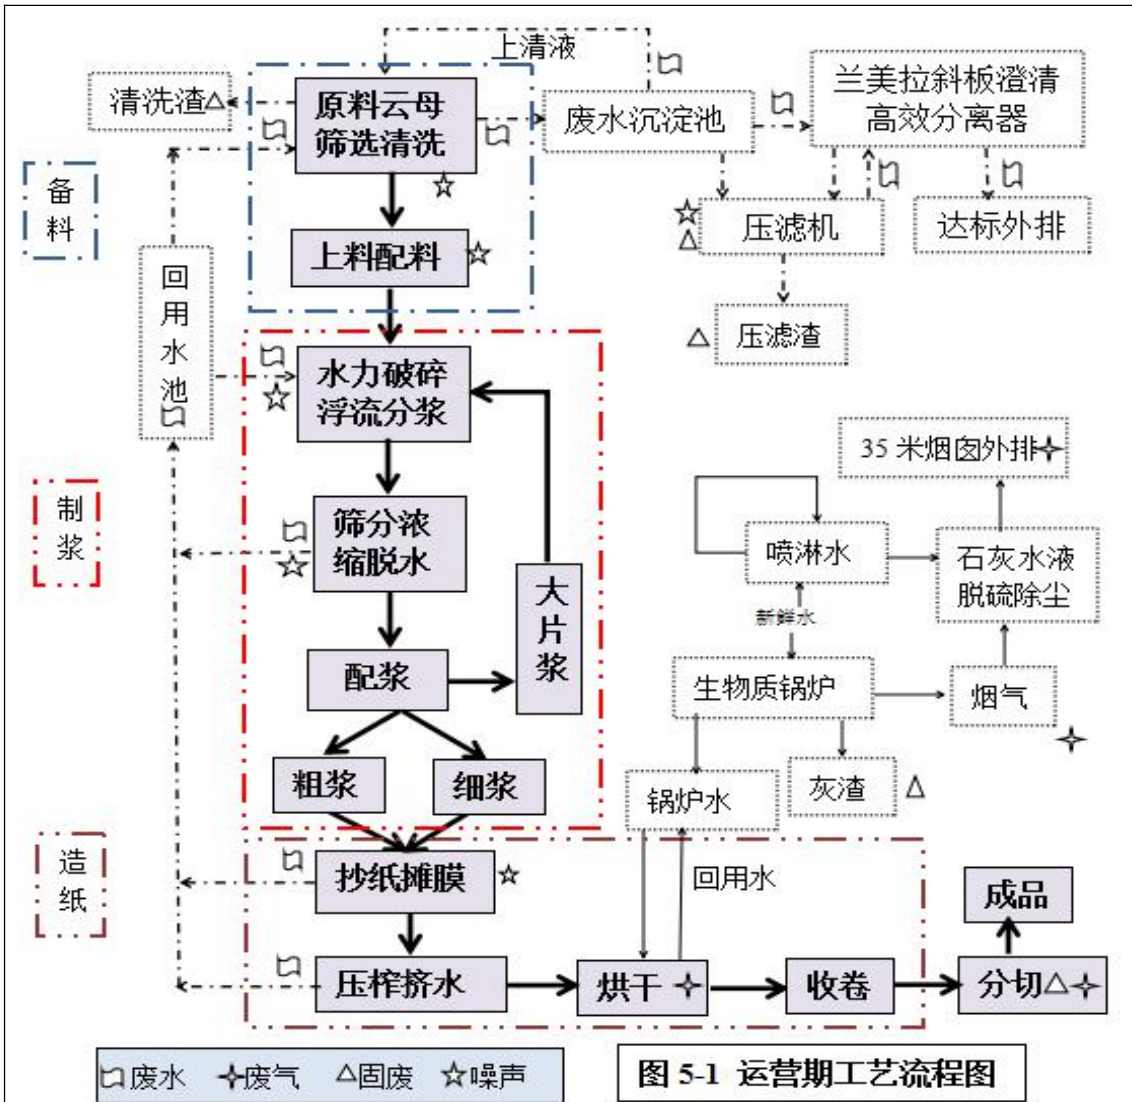 上清液
清洗渣
原料云母
筛选清洗
废水沉淀池
兰美拉斜板澄清
高效分离器
备
料
上料配料
压滤机
达标外排
压滤渣
回
用
水
池
水力破碎
浮流分浆
35 米烟囱外排
制
浆
筛分浓
缩脱水
大
片
浆
喷淋水
石灰水液
脱硫除尘
新鲜水
配浆
生物质锅炉
烟气
粗浆
细浆
锅炉水
灰渣
造
纸
抄纸摊膜
回用水
成品
压榨挤水
烘干
收卷
分切
废水
废气
固废
噪声
图 5-1 运营期工艺流程图